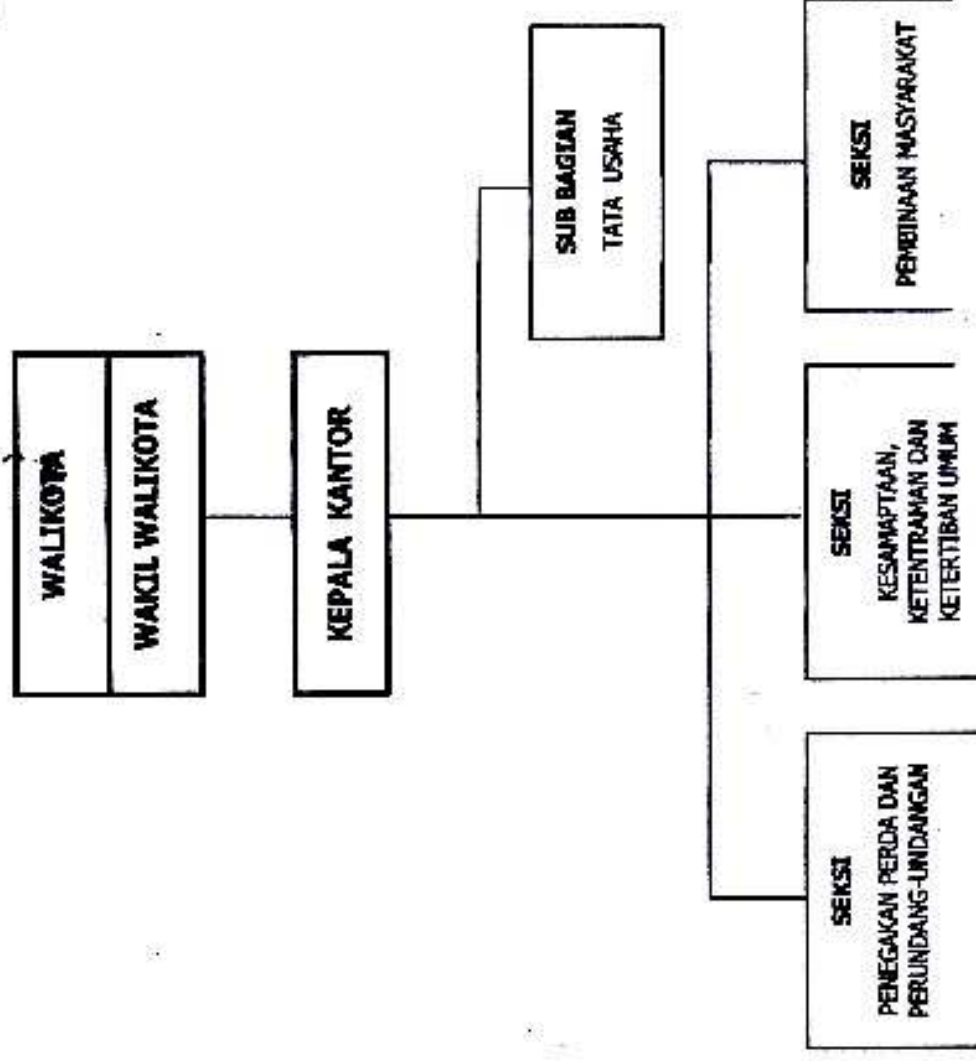 WALIKOTA
WAKIL WALIKOTA
KEPALA KANTOR
SUB BAGIAN
TATA USAHA
SEKSI
PENEGAKAN PERDA DAN
PERUNDANG-UNDANGAN
SEKSI
KESAMAPTAAN,
KETENTRAMAN DAN
KETERTIBAN UMUM
SEKSI
PEMBINAAN MASYARAKAT